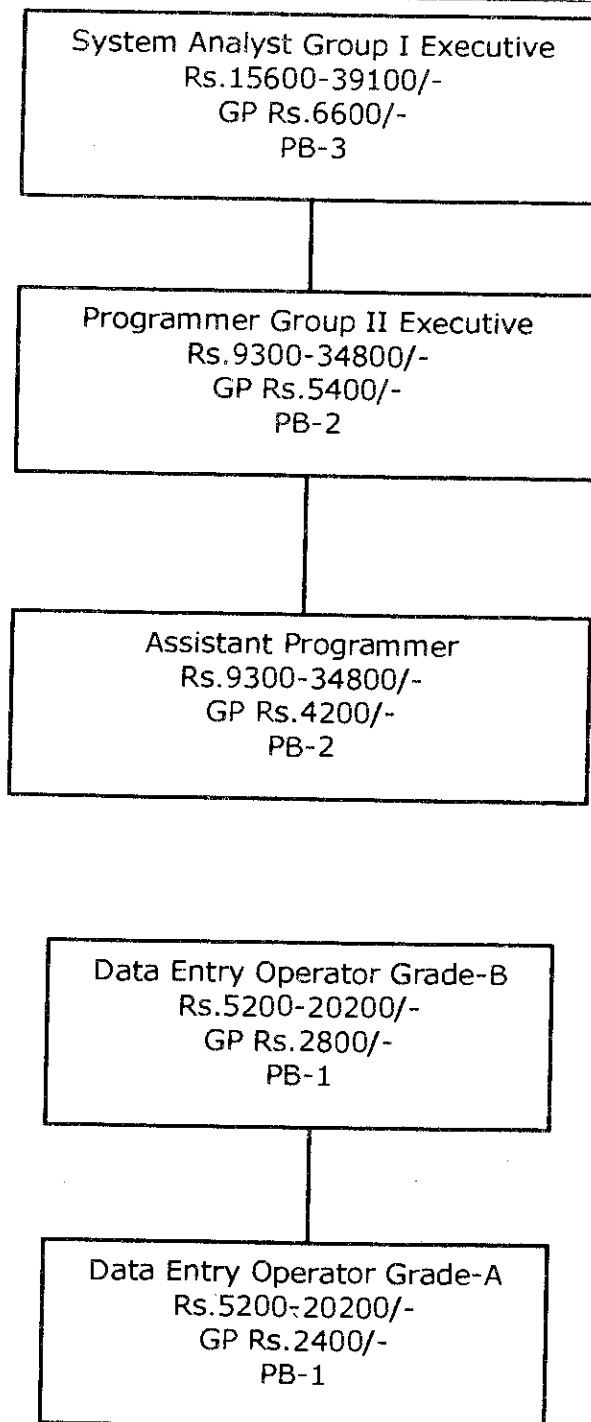 System Analyst Group I Executive
Rs.15600-39100/-
GP Rs.6600/-
PB-3
Programmer Group II Executive
Rs.9300-34800/-
GP Rs.5400/-
PB-2
Assistant Programmer
Rs.9300-34800/-
GP Rs.4200/-
PB-2
Data Entry Operator Grade-B
Rs.5200-20200/-
GP Rs.2800/-
PB-1
Data Entry Operator Grade-A
Rs.5200-20200/-
GP Rs.2400/-
PB-1